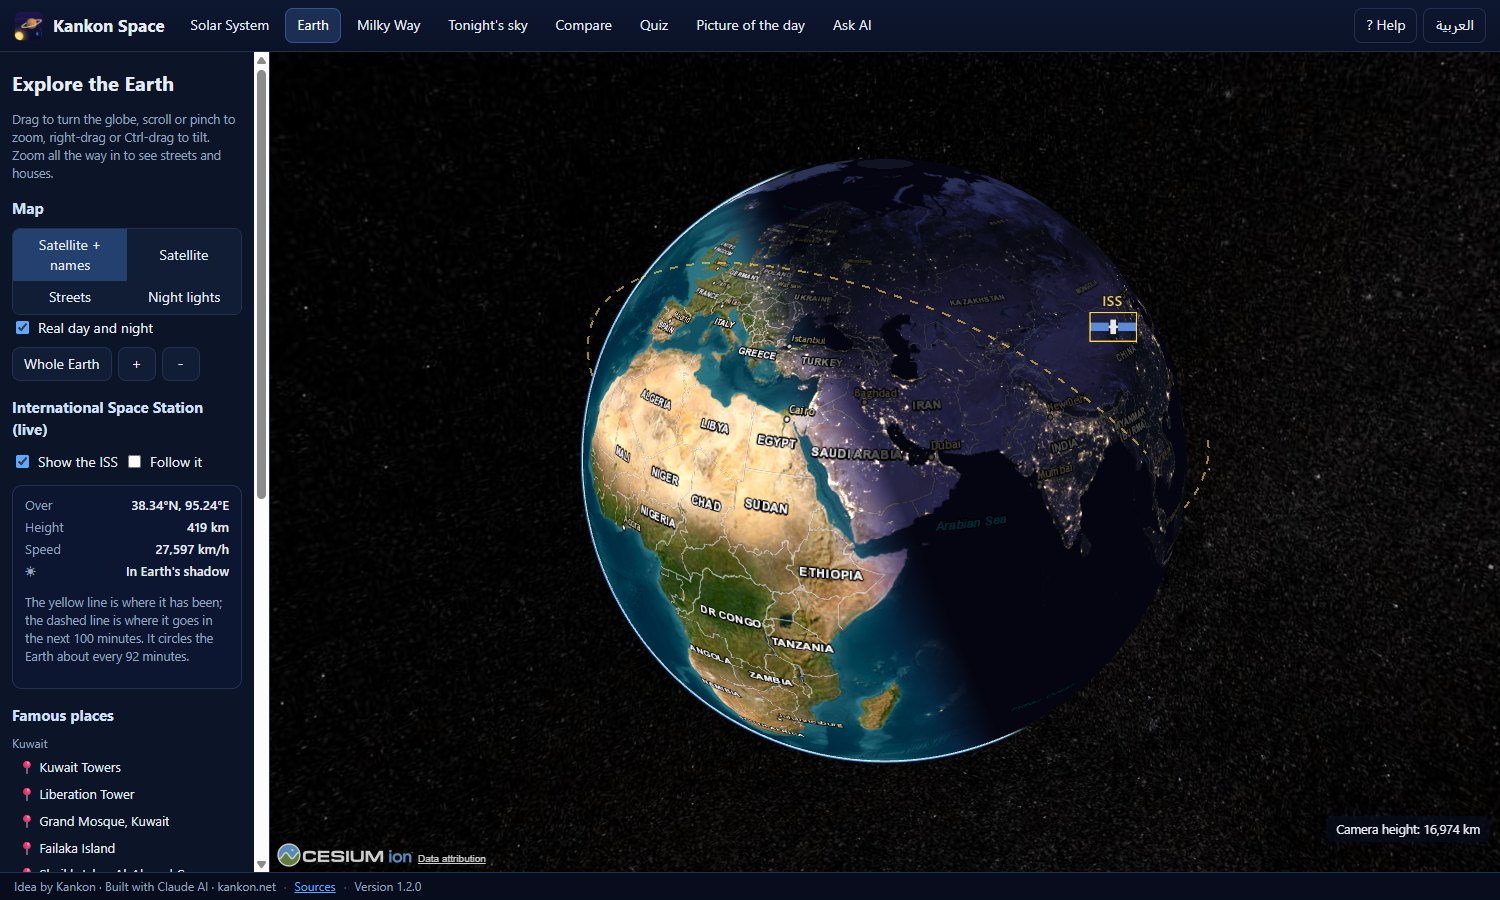 Kankon Space
Solar System
Earth
Milky Way
Tonight's sky
Compare
Quiz
Picture of the day
Ask AI
? Help
العربية
Explore the Earth
Drag to turn the globe, scroll or pinch to
zoom, right-drag or Ctrl-drag to tilt.
Zoom all the way in to see streets and
houses.
Map
Satellite +
names
Satellite
Streets
Night lights
Real day and night
Whole Earth
+
-
International Space Station
(live)
Show the ISS
Follow it
Over 38.34°N, 95.24°E
Height 419 km
Speed 27,597 km/h
In Earth's shadow
The yellow line is where it has been;
the dashed line is where it goes in
the next 100 minutes. It circles the
Earth about every 92 minutes.
Famous places
Kuwait
Kuwait Towers
Liberation Tower
Grand Mosque, Kuwait
Failaka Island
ISS
KAZAKHSTAN
POLAND
GERMANY
UKRAINE
FRANCE
ITALY
SPAIN
Istanbul
GREECE
TURKEY
CHINA
Baghdad
IRAN
ALGERIA
Cairo
LIBYA
EGYPT
SAUDI ARABIA
Dubai
INDIA
Mumbai
MALI
NIGER
CHAD
SUDAN
NIGERIA
Accra
Arabian Sea
ETHIOPIA
DR CONGO
TANZANIA
ANGOLA
ZAMBIA
NAMIBIA
Camera height: 16,974 km
CESIUM ion
Data attribution
Idea by Kankon · Built with Claude AI · kankon.net · Sources · Version 1.2.0